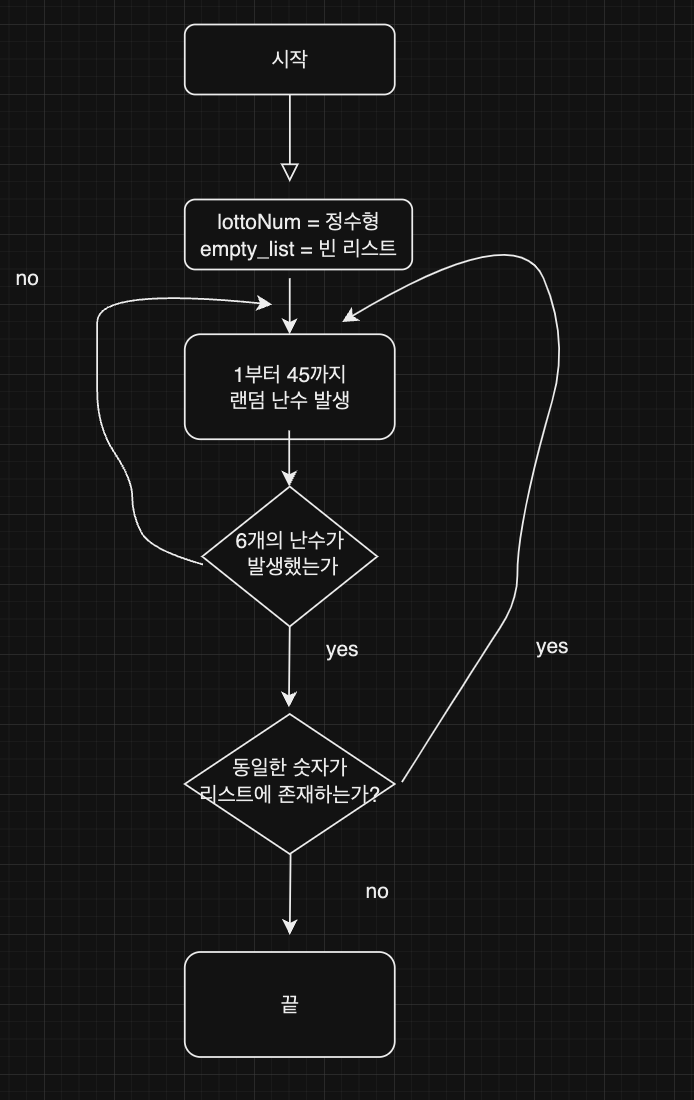 시작
lottoNum = 정수형
empty_list = 빈 리스트
no
1부터 45까지
랜덤 난수 발생
6개의 난수가
발생했는가
yes
yes
동일한 숫자가
리스트에 존재하는가?
no
끝